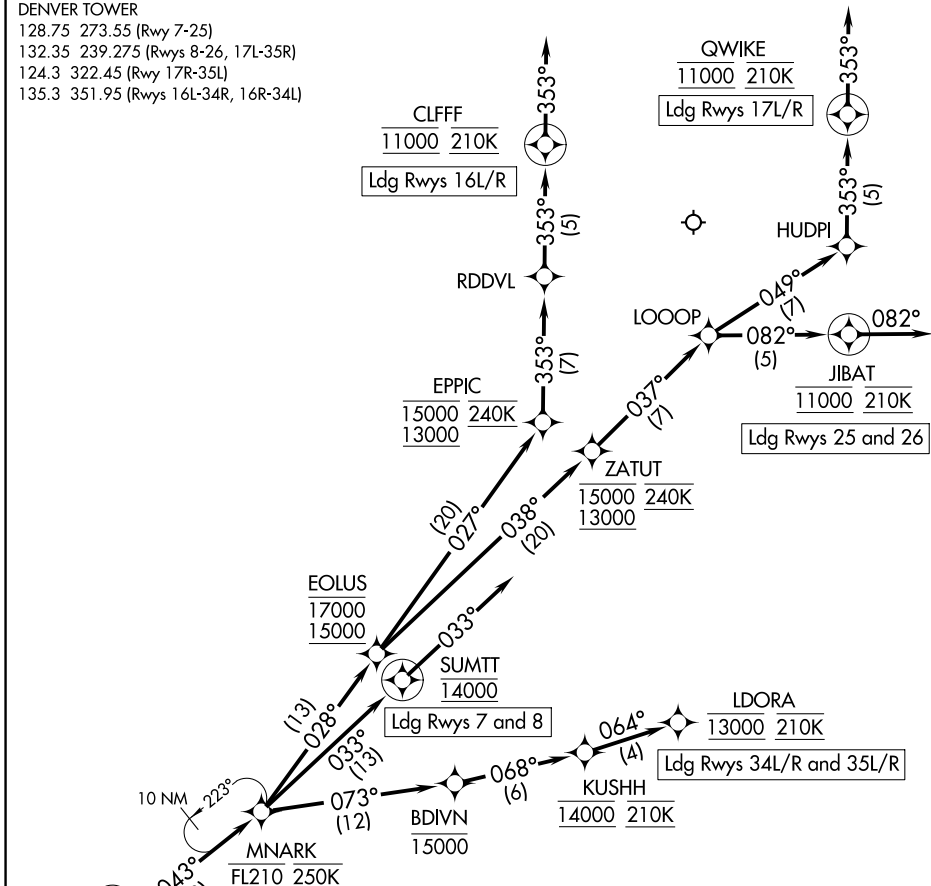 DENVER TOWER
128.75 273.55 (Rwy 7-25)
132.35 239.275 (Rwys 8-26, 17L-35R)
124.3 322.45 (Rwy 17R-35L)
135.3 351.95 (Rwys 16L-34R, 16R-34L)
353°
353°
QWIKE
11000 210K
Ldg Rwys 17L/R
CLFFF
11000 210K
Ldg Rwys 16L/R
353°
(5)
353°
(5)
HUDPI
RDDVL
049°
(7)
LOOOP
082°
(5)
082°
353°
(7)
JIBAT
11000 210K
Ldg Rwys 25 and 26
EPPIC
15000 240K
13000
037°
(7)
ZATUT
15000 240K
13000
(20)
027°
038°
(20)
EOLUS
17000
15000
033°
SUMTT
14000
Ldg Rwys 7 and 8
(13)
028°
033°
(13)
LDORA
13000 210K
Ldg Rwys 34L/R and 35L/R
064°
(4)
068°
(6)
KUSHH
14000 210K
10 NM
223°
073°
(12)
BDIVN
15000
MNARK
FL210 250K
043°